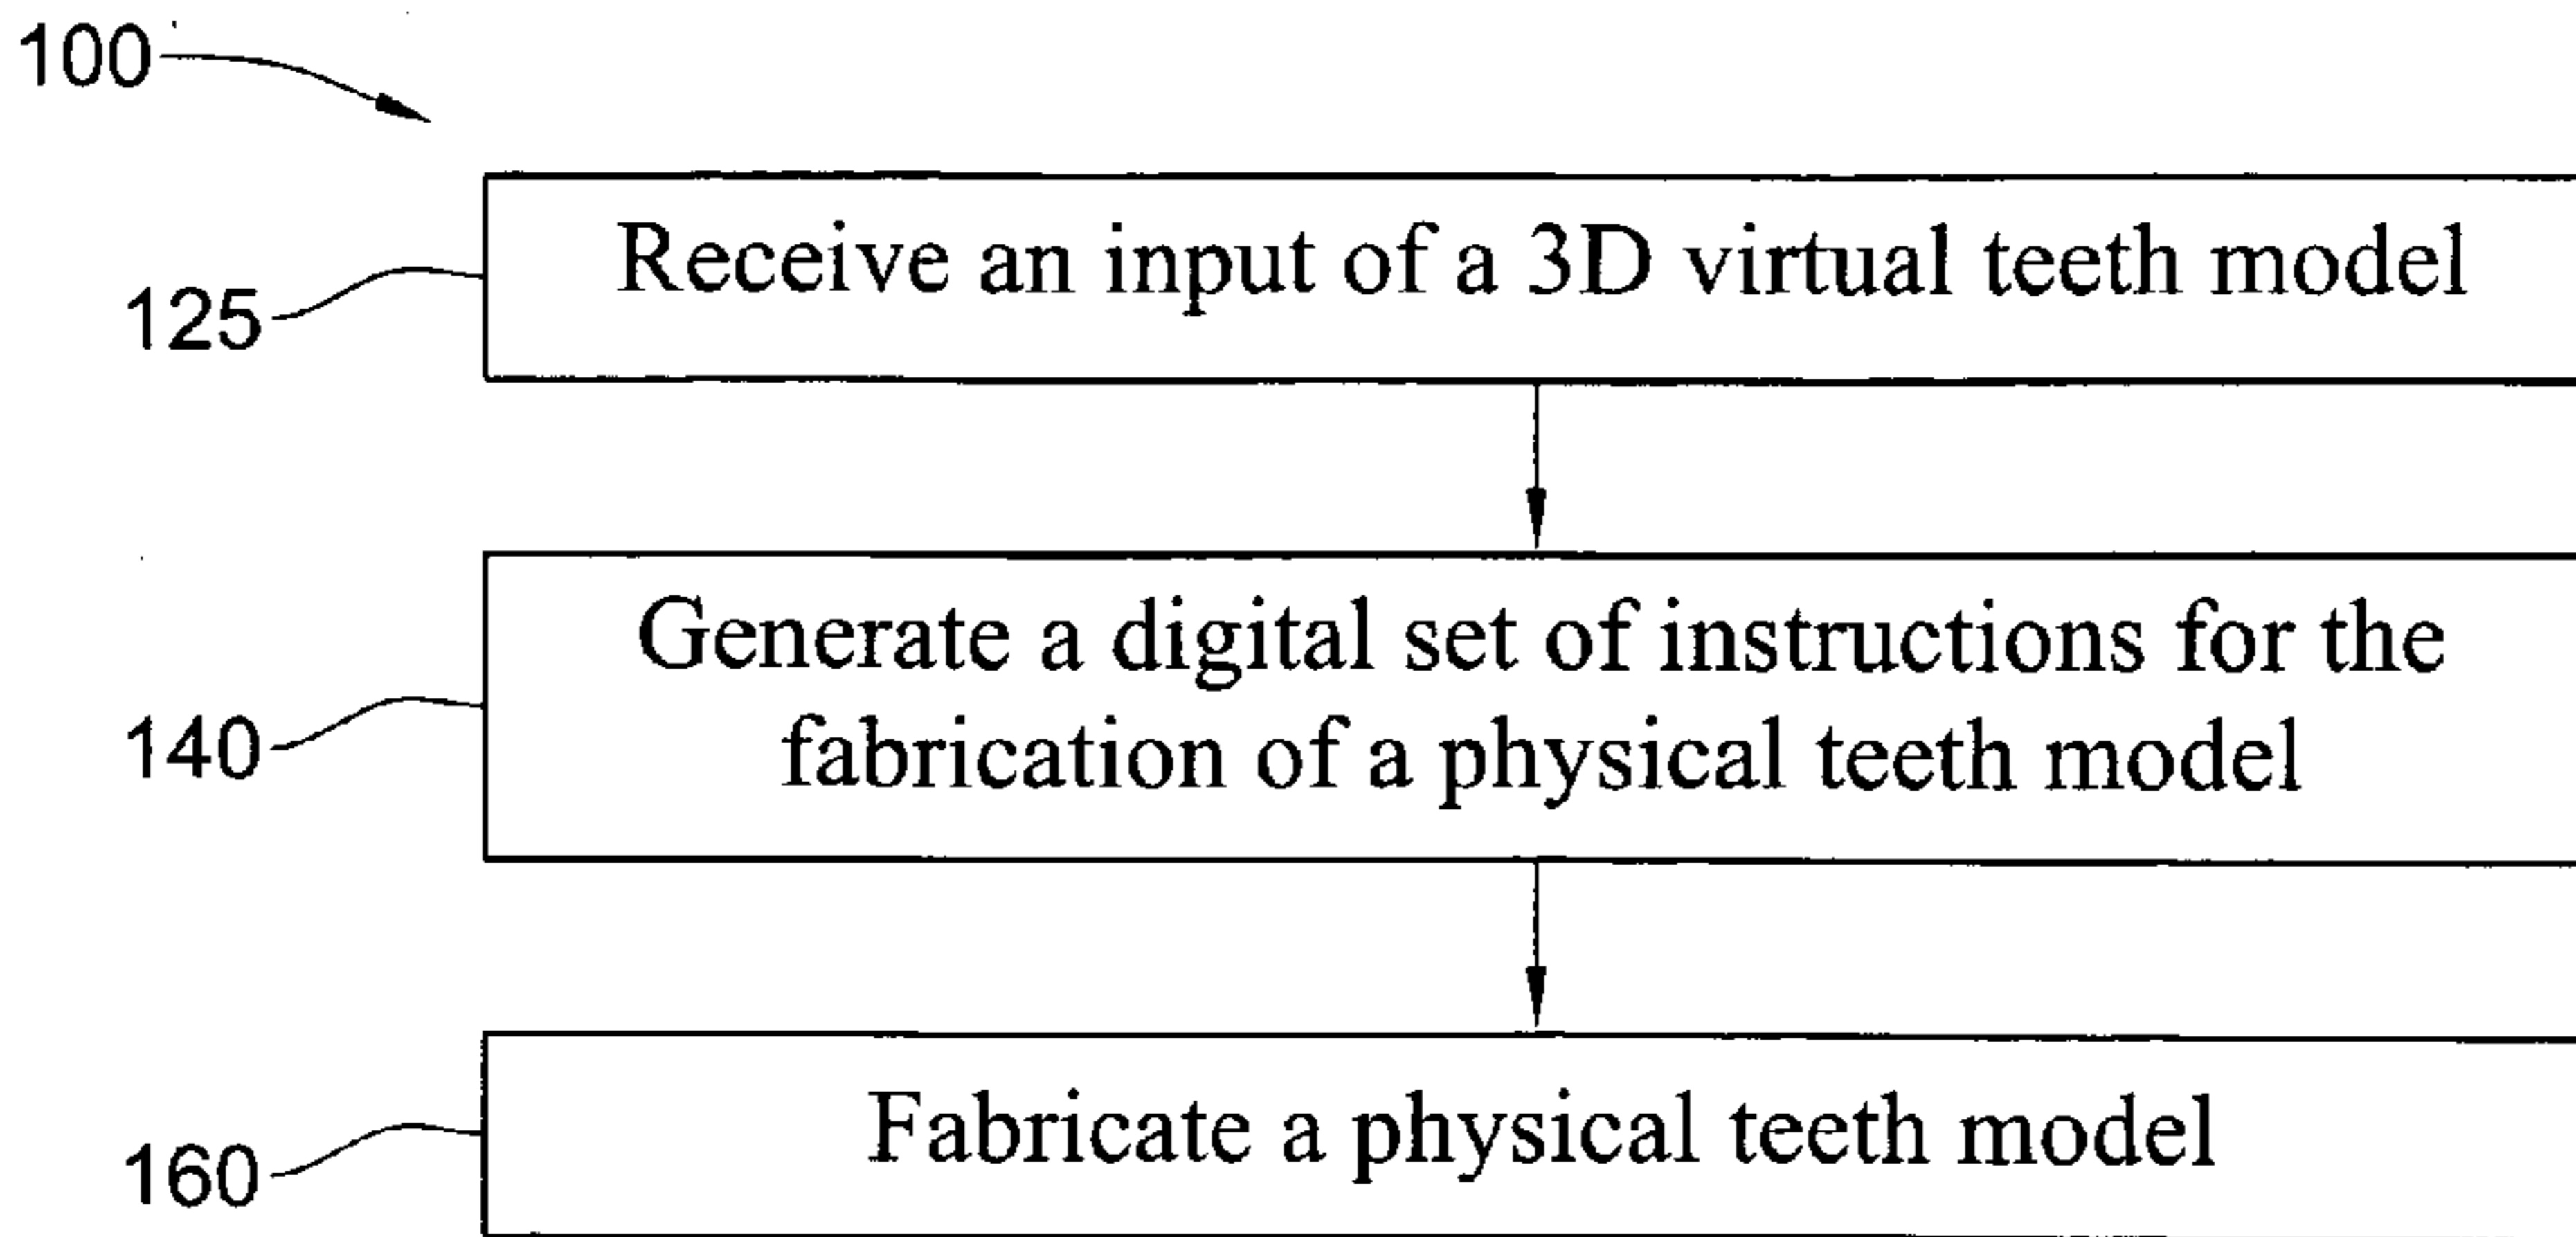 100
Receive an input of a 3D virtual teeth model
125
Generate a digital set of instructions for the
fabrication of a physical teeth model
140
Fabricate a physical teeth model
160